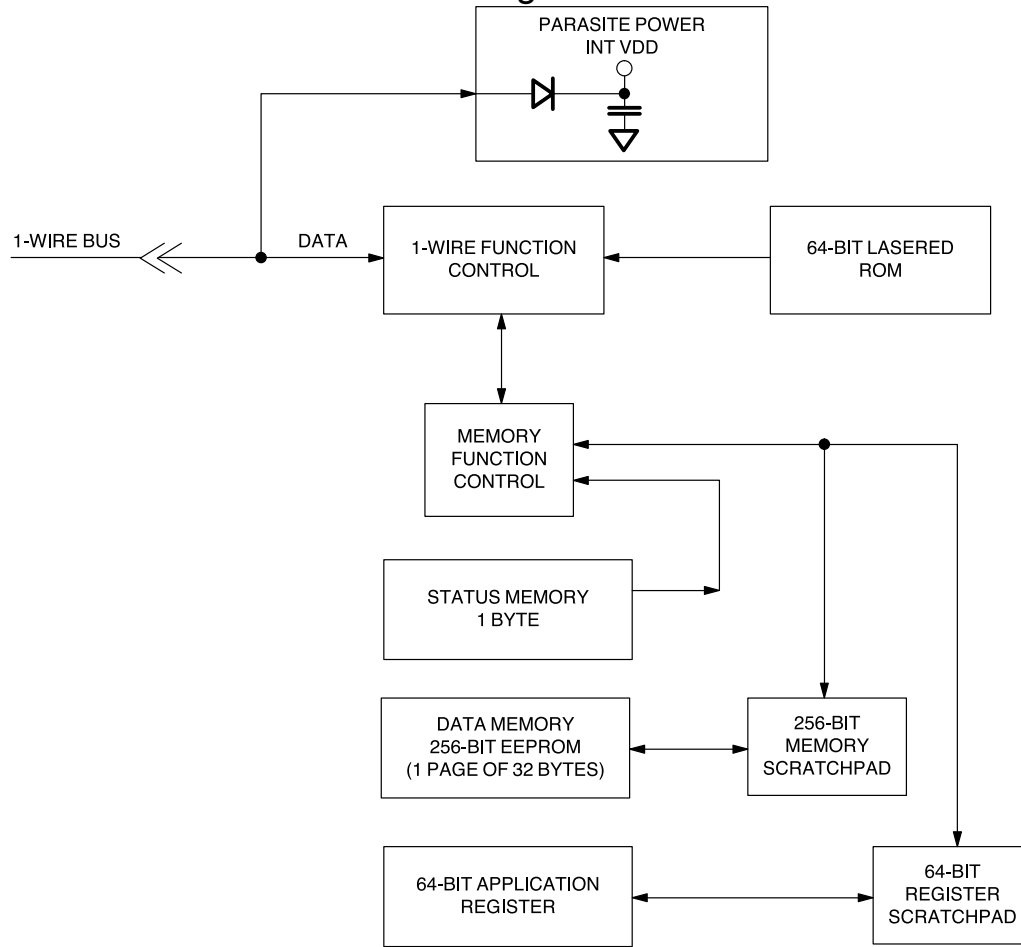 PARASITE POWER
INT VDD
1-WIRE BUS
DATA
1-WIRE FUNCTION
CONTROL
64-BIT LASERED
ROM
MEMORY
FUNCTION
CONTROL
STATUS MEMORY
1 BYTE
DATA MEMORY
256-BIT EEPROM
(1 PAGE OF 32 BYTES)
256-BIT
MEMORY
SCRATCHPAD
64-BIT APPLICATION
REGISTER
64-BIT
REGISTER
SCRATCHPAD